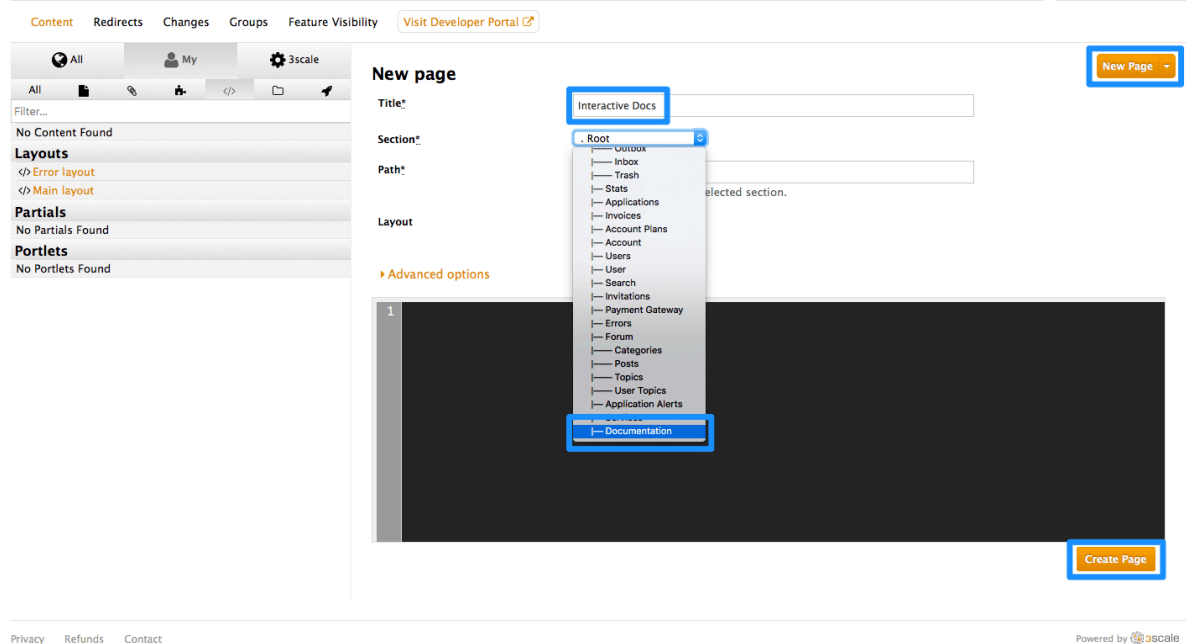 Content Redirects Changes Groups Feature Visibility Visit Developer Portal
All My 3scale
All
Filter...
No Content Found
Layouts
</> Error layout
</> Main layout
Partials
No Partials Found
Portlets
No Portlets Found
New Page
New page
Title* Interactive Docs
Section* . Root
Path*
elected section.
Layout
Advanced options
|—— Outbox
|—— Inbox
|—— Trash
|— Stats
|— Applications
|— Invoices
|— Account Plans
|— Account
|— Users
|— User
|— Search
|— Invitations
|— Payment Gateway
|— Errors
|— Forum
|—— Categories
|—— Posts
|—— Topics
|—— User Topics
|— Application Alerts
|— Services
|— Documentation
1
Create Page
Privacy Refunds Contact
Powered by 3scale